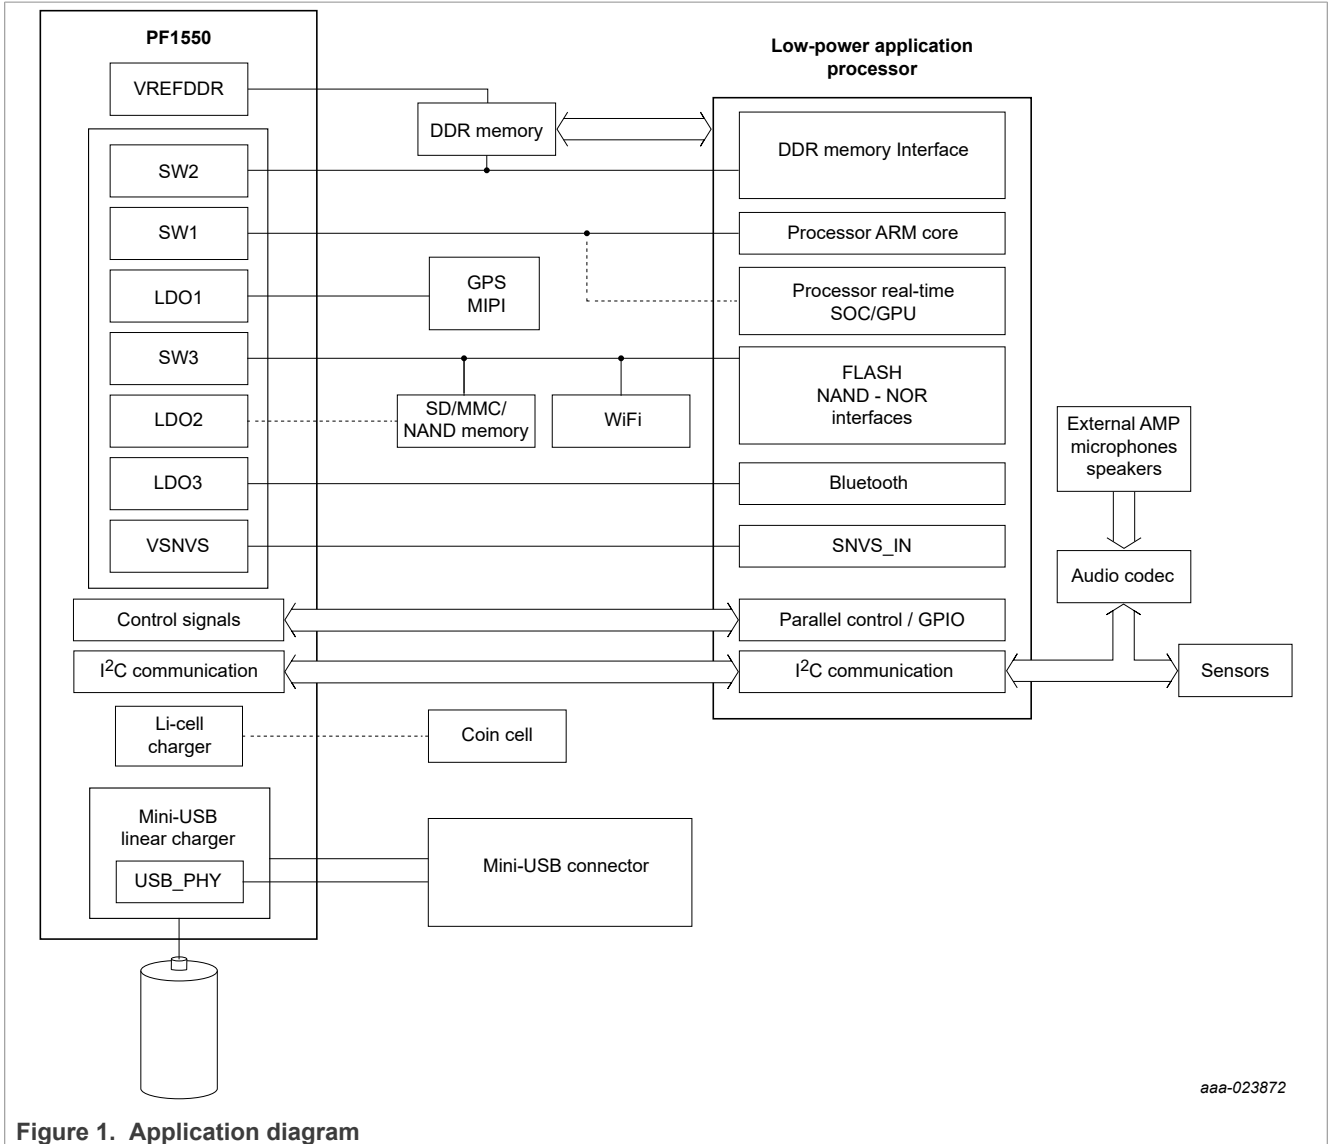 PF1550
Low-power application
processor
VREFDDR
DDR memory
DDR memory Interface
SW2
SW1
Processor ARM core
LDO1
GPS
MIPI
Processor real-time
SOC/GPU
SW3
FLASH
NAND - NOR
interfaces
LDO2
SD/MMC/
NAND memory
WiFi
External AMP
microphones
speakers
LDO3
Bluetooth
VSNVS
SNVS_IN
Audio codec
Control signals
Parallel control / GPIO
I2C communication
I2C communication
Sensors
Li-cell
charger
Coin cell
Mini-USB
linear charger
USB_PHY
Mini-USB connector
aaa-023872
Figure 1. Application diagram